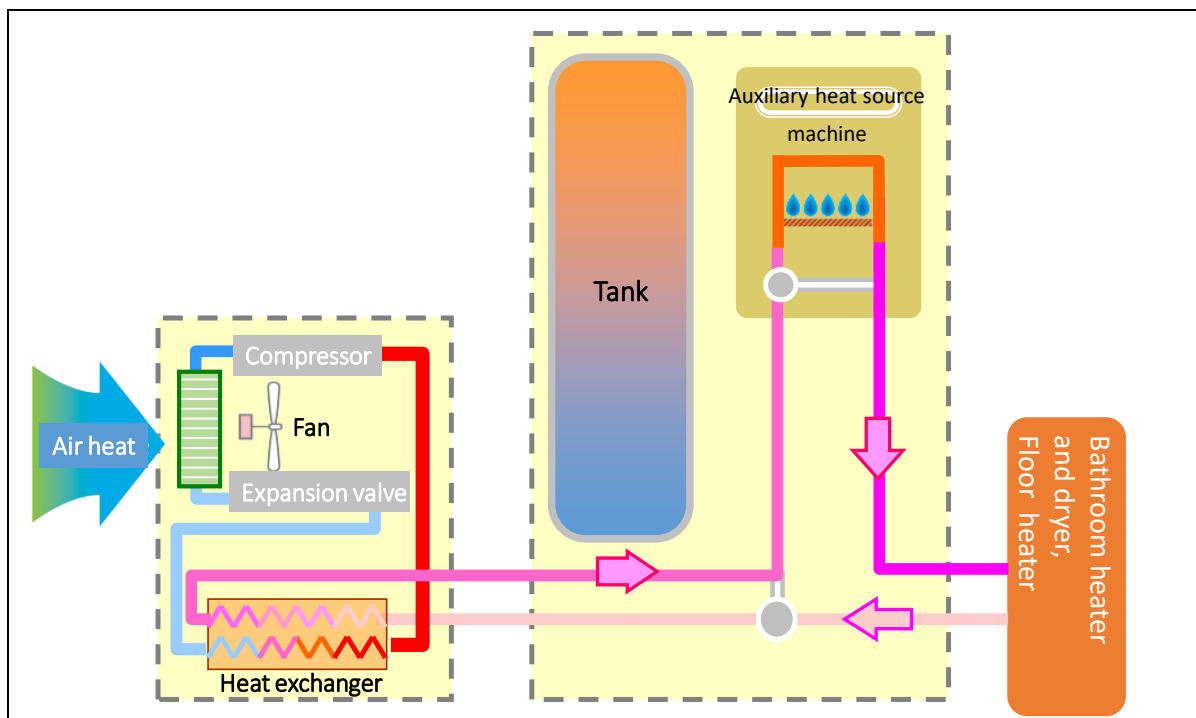 Auxiliary heat source
machine
Tank
Compressor
Fan
Air heat
Expansion valve
Heat exchanger
Bathroom heater
and dryer,
Floor heater